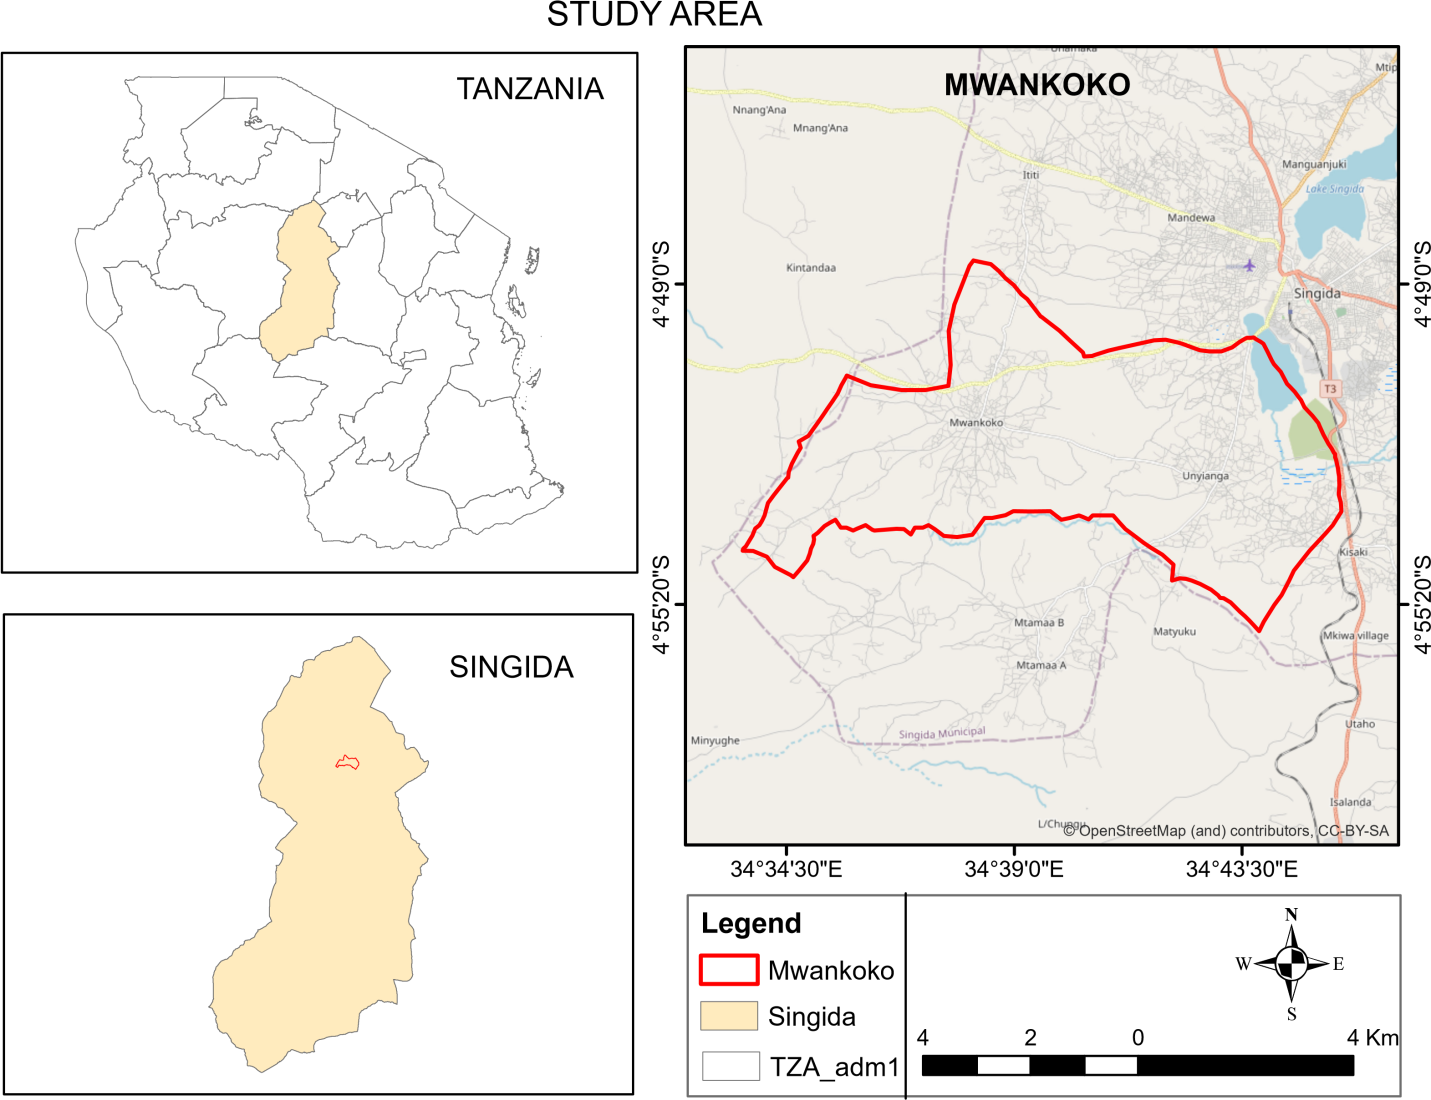 STUDY AREA
TANZANIA
SINGIDA
MWANKOKO
Mtip
Nnang'Ana
Mnang'Ana
Ititi
Manguanjuki
Lake Singida
Mandewa
Kintandaa
Singida
T3
Mwankoko
Unyianga
Kisaki
Mtamaa B
Matyuku
Mkiwa village
Mtamaa A
Utaho
Singida Municipal
Minyughe
Isalanda
L/Chungu
© OpenStreetMap (and) contributors, CC-BY-SA
4°49'0"S
4°49'0"S
4°55'20"S
4°55'20"S
34°34'30"E
34°39'0"E
34°43'30"E
Legend
Mwankoko
Singida
TZA_adm1
N
W
E
S
4
2
0
4 Km